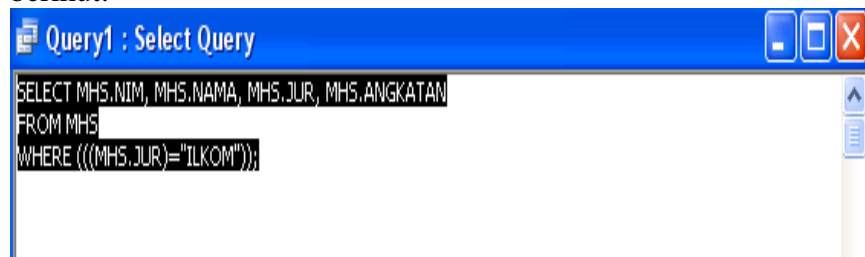 Query1 : Select Query
SELECT MHS.NIM, MHS.NAMA, MHS.JUR, MHS.ANGKATAN
FROM MHS
WHERE (((MHS.JUR)="ILKOM"));